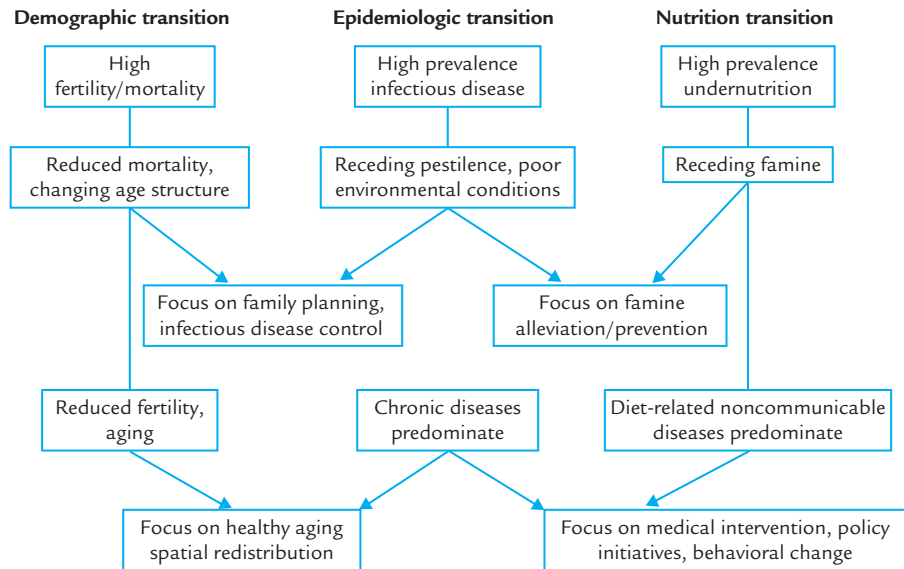 Demographic transition
Epidemiologic transition
Nutrition transition
High
fertility/mortality
High prevalence
infectious disease
High prevalence
undernutrition
Reduced mortality,
changing age structure
Receding pestilence, poor
environmental conditions
Receding famine
Focus on family planning,
infectious disease control
Focus on famine
alleviation/prevention
Reduced fertility,
aging
Chronic diseases
predominate
Diet-related noncommunicable
diseases predominate
Focus on healthy aging
spatial redistribution
Focus on medical intervention, policy
initiatives, behavioral change